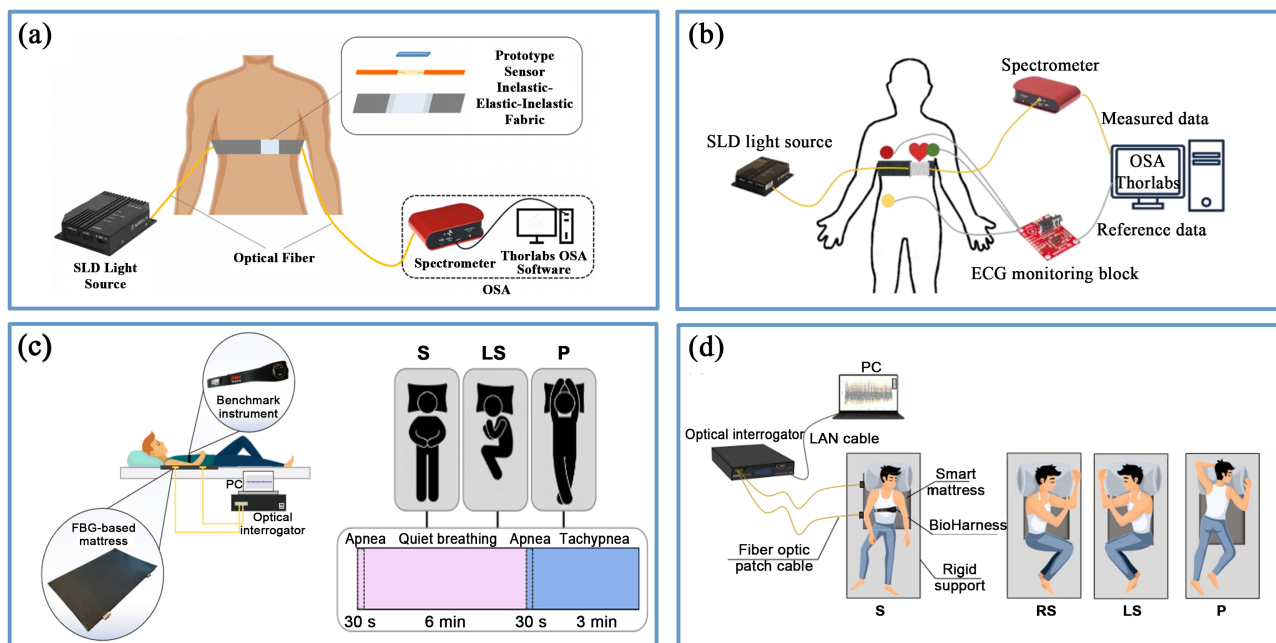 (a)
Prototype
Sensor
Inelastic-
Elastic-Inelastic
Fabric
SLD Light
Source
Optical Fiber
Spectrometer
Thorlabs OSA
Software
OSA
(b)
Spectrometer
SLD light source
Measured data
OSA
Thorlabs
Reference data
ECG monitoring block
(c)
Benchmark
instrument
PC
Optical
interrogator
FBG-based
mattress
S LS P
Apnea Quiet breathing Apnea Tachypnea
30 s 6 min 30 s 3 min
(d)
PC
Optical interrogator
LAN cable
Smart
mattress
BioHarness
Fiber optic
patch cable
Rigid
support
S RS LS P